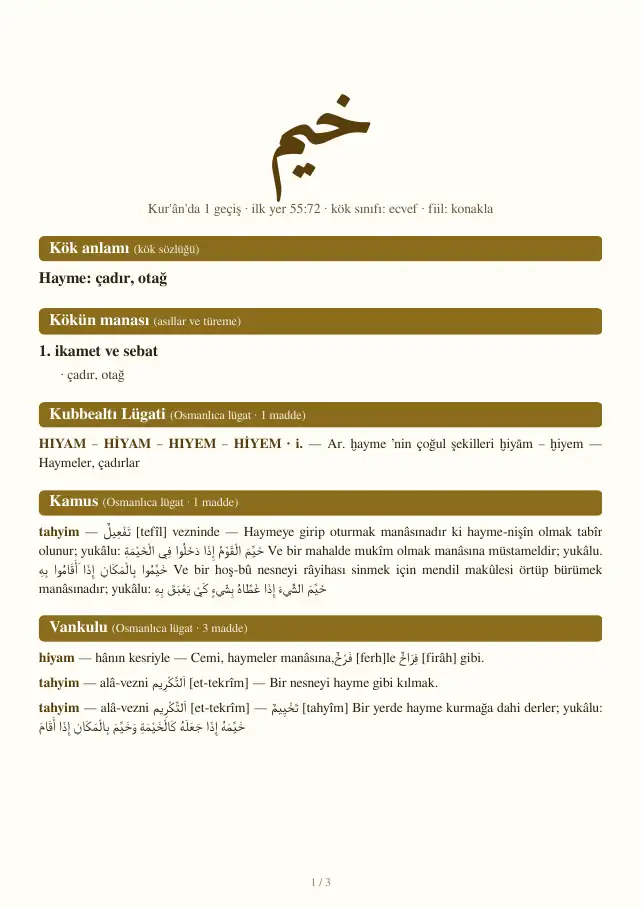 خيم
Kur'ân'da 1 geçiş · ilk yer 55:72 · kök sınıfı: ecvef · fiil: konakla
Kök anlamı (kök sözlüğü)
Hayme: çadır, otağ
Kökün manası (asıllar ve türeme)
1. ikamet ve sebat
· çadır, otağ
Kubbealtı Lügati (Osmanlıca lügat · 1 madde)
HIYAM – HİYAM – HIYEM – HİYEM · i. — Ar. ḫayme 'nin çoğul şekilleri ḫiyām – ḫiyem —
Haymeler, çadırlar
Kamus (Osmanlıca lügat · 1 madde)
tahyim — تَفْعِيلٌ [tefîl] vezninde — Haymeye girip oturmak manâsınadır ki hayme-nişîn olmak tabîr
olunur; yukâlu: خَيَّمَ الْقَوْمُ إِذَا دَخَلُوا فِي الْخَيْمَةِ Ve bir mahalde mukîm olmak manâsına müstameldir; yukâlu.
خَيَّمُوا بِالْمَكَانِ إِذَا أَقَامُوا بِهِ Ve bir hoş-bû nesneyi râyihası sinmek için mendil makûlesi örtüp bürümek
manâsınadır; yukâlu: خَيَّمَ الشَّيْءَ إِذَا غَطَّاهُ بِشَيْءٍ كَيْ يَعْبَقَ بِهِ
Vankulu (Osmanlıca lügat · 3 madde)
hiyam — hânın kesriyle — Cemi, haymeler manâsına,فَرْخٌ [ferh]le فِرَاخٌ [firâh] gibi.
tahyim — alâ-vezni اَلتَّكْرِيم [et-tekrîm] — Bir nesneyi hayme gibi kılmak.
tahyim — alâ-vezni اَلتَّكْرِيم [et-tekrîm] — تَخْيِيمٌ [tahyîm] Bir yerde hayme kurmağa dahi derler; yukâlu:
خَيَّمَهُ إِذَا جَعَلَهُ كَالْخَيْمَةِ وَخَيَّمَ بِالْمَكَانِ إِذَا أَقَامَ
1 / 3